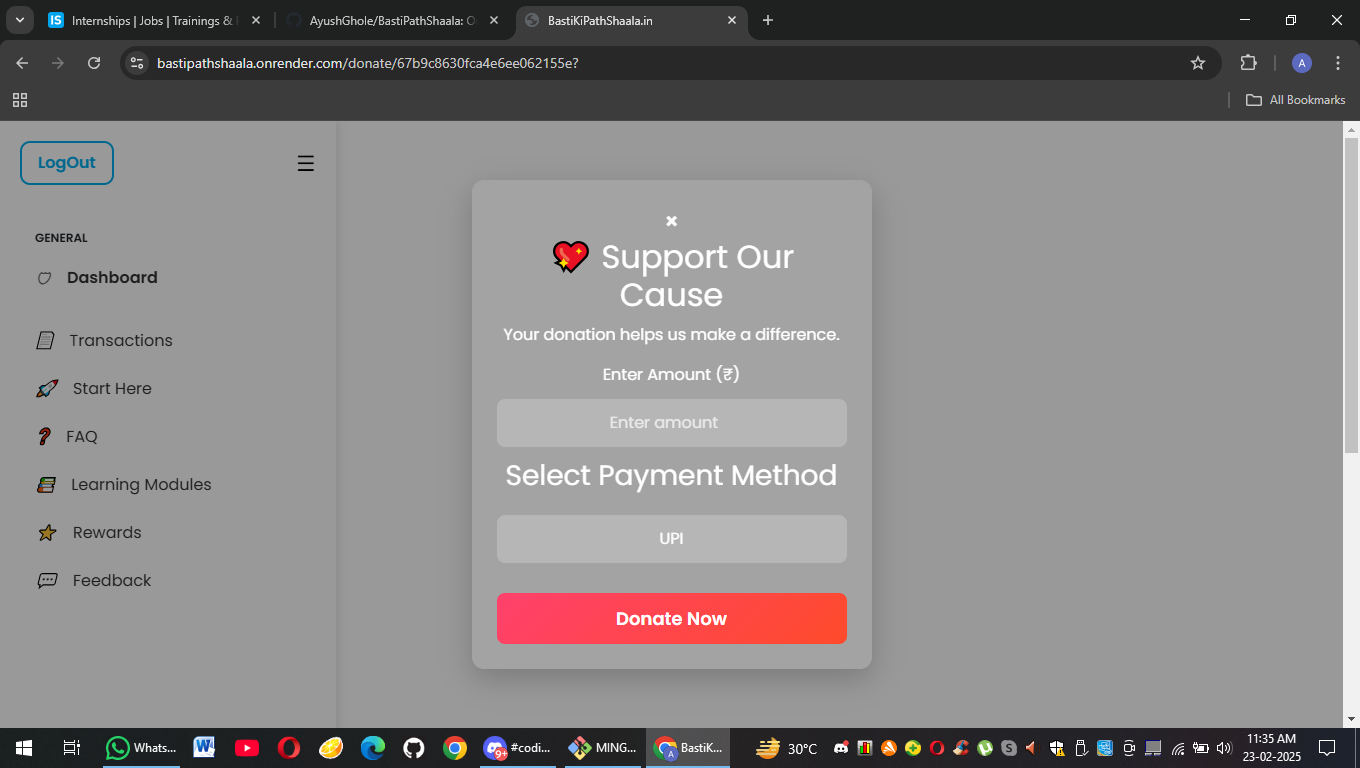 Internships | Jobs | Trainings &
AyushGhole/BastiPathShaala: O
BastiKiPathShaala.in
bastipathshaala.onrender.com/donate/67b9c8630fca4e6ee062155e?
A
All Bookmarks
LogOut
GENERAL
Dashboard
Transactions
Start Here
FAQ
Learning Modules
Rewards
Feedback
Support Our
Cause
Your donation helps us make a difference.
Enter Amount (₹)
Enter amount
Select Payment Method
UPI
Donate Now
Whats...
#codi...
MING...
BastiK...
30°C
11:35 AM
23-02-2025